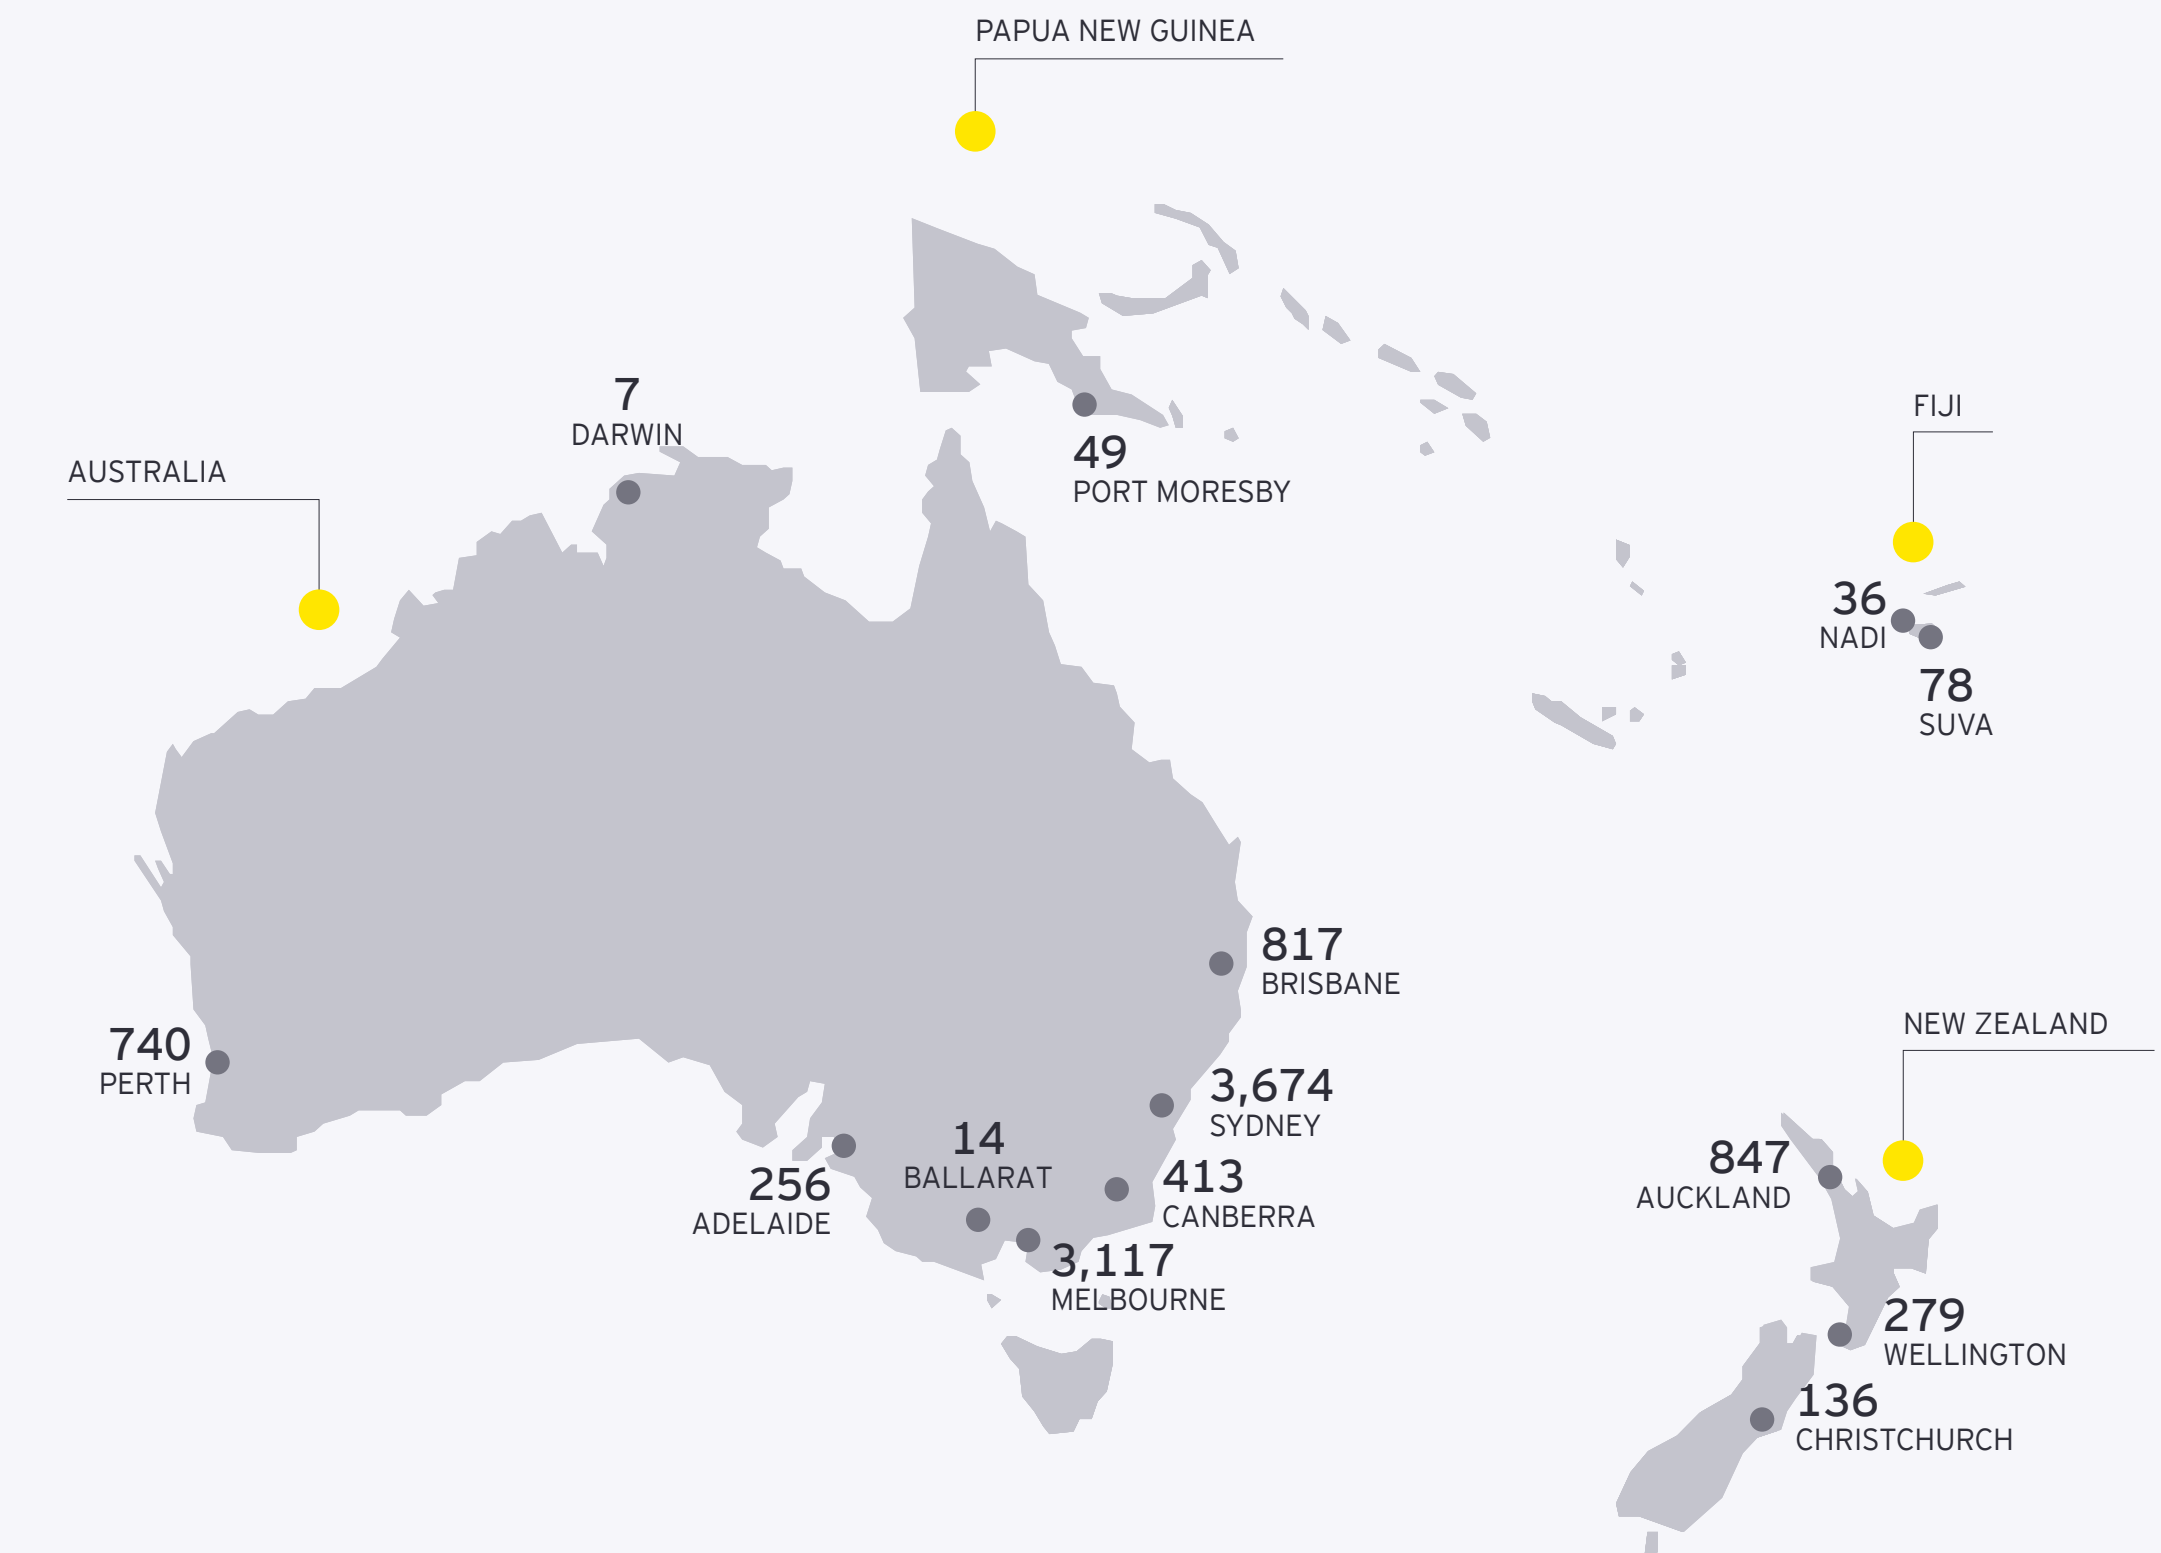 PAPUA NEW GUINEA
7
DARWIN
FIJI
49
PORT MORESBY
AUSTRALIA
36
NADI
78
SUVA
817
BRISBANE
NEW ZEALAND
740
PERTH
3,674
SYDNEY
14
BALLARAT
847
AUCKLAND
256
ADELAIDE
413
CANBERRA
3,117
MELBOURNE
279
WELLINGTON
136
CHRISTCHURCH